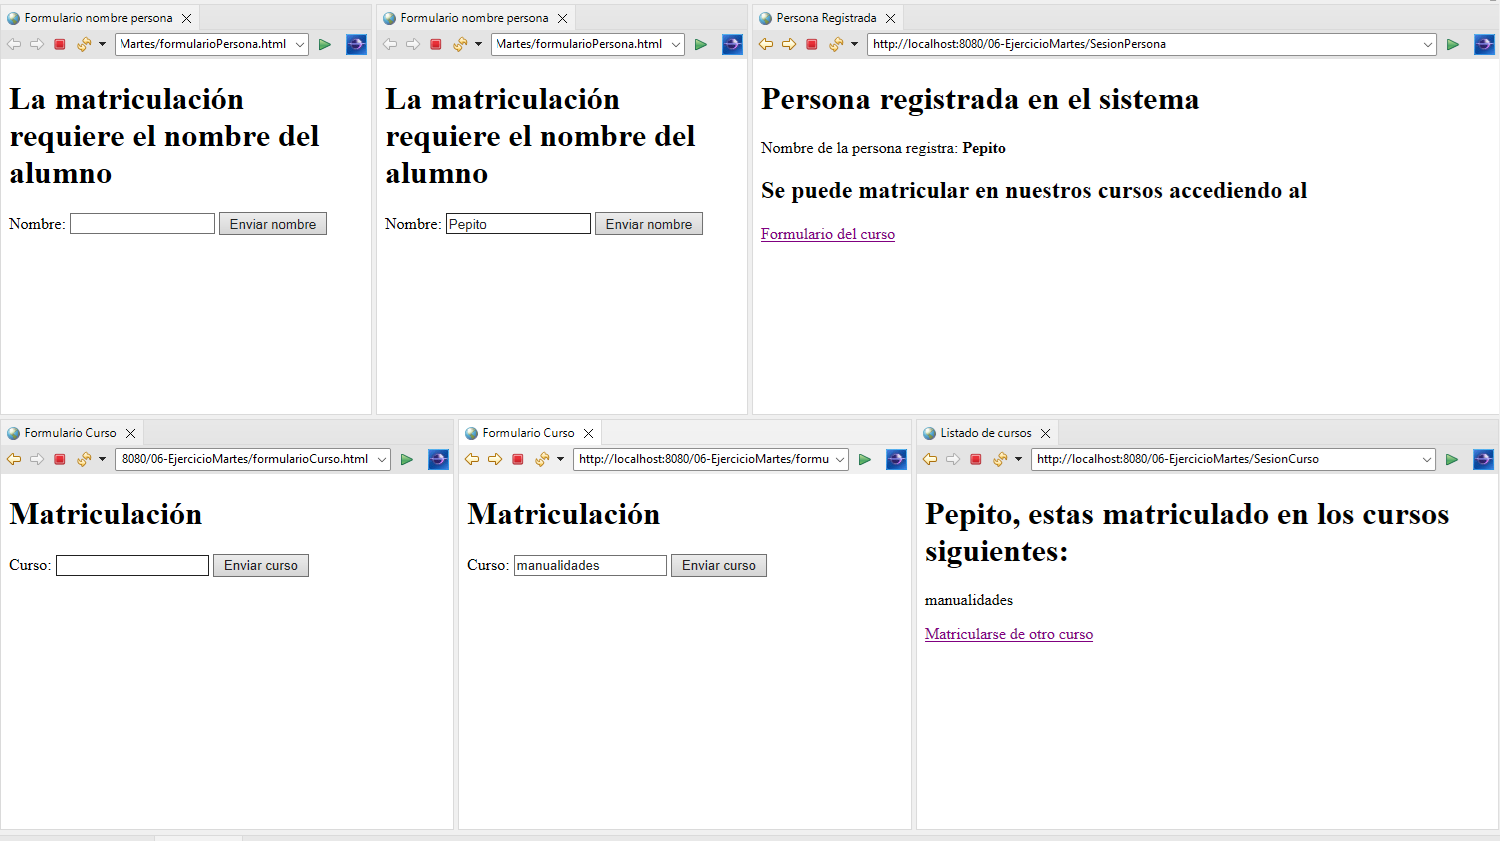 Formulario nombre persona
Martes/formularioPersona.html
La matriculación
requiere el nombre del
alumno
Nombre:
Enviar nombre
Formulario nombre persona
Martes/formularioPersona.html
La matriculación
requiere el nombre del
alumno
Nombre: Pepito
Enviar nombre
Persona Registrada
http://localhost:8080/06-EjercicioMartes/SesionPersona
Persona registrada en el sistema
Nombre de la persona registra: Pepito
Se puede matricular en nuestros cursos accediendo al
Formulario del curso
Formulario Curso
8080/06-EjercicioMartes/formularioCurso.html
Matriculación
Curso:
Enviar curso
Formulario Curso
http://localhost:8080/06-EjercicioMartes/formu
Matriculación
Curso: manualidades
Enviar curso
Listado de cursos
http://localhost:8080/06-EjercicioMartes/SesionCurso
Pepito, estas matriculado en los cursos
siguientes:
manualidades
Matricularse de otro curso